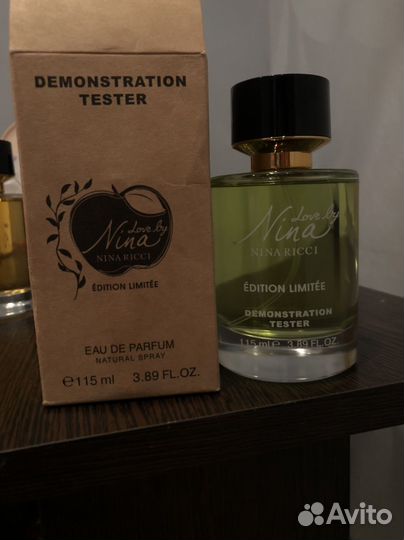 DEMONSTRATION
TESTER
Love by
Nina
NINA RICCI
ÉDITION LIMITÉE
EAU DE PARFUM
NATURAL SPRAY
℮115 ml 3.89 FL.OZ.
Love by
Nina
NINA RICCI
ÉDITION LIMITÉE
DEMONSTRATION
TESTER
115 ml℮ 3.89 FL.OZ.
Avito